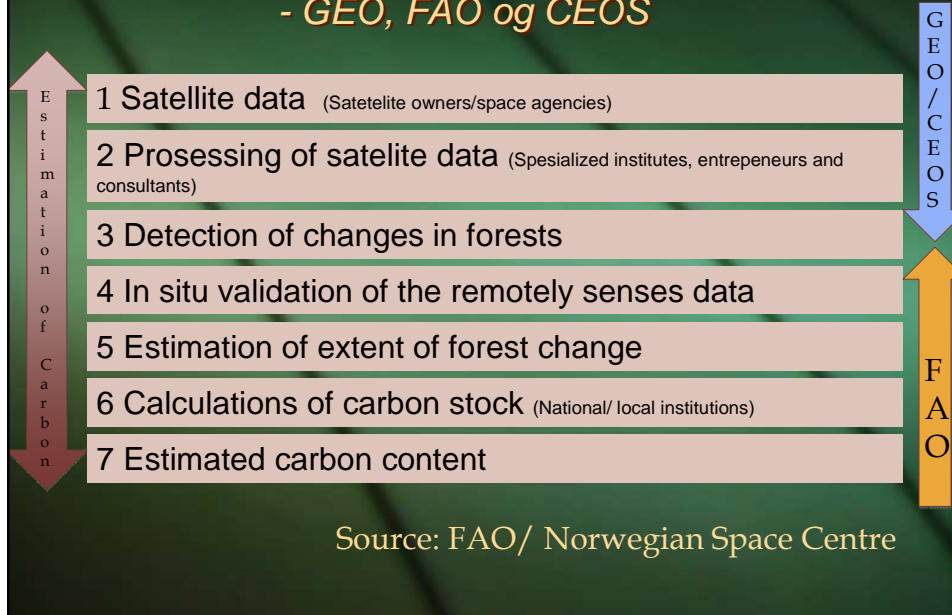 - GEO, FAO og CEOS
Estimation of Carbon
1 Satellite data (Satetelite owners/space agencies)
2 Prosessing of satelite data (Spesialized institutes, entrepeneurs and
consultants)
3 Detection of changes in forests
4 In situ validation of the remotely senses data
5 Estimation of extent of forest change
6 Calculations of carbon stock (National/ local institutions)
7 Estimated carbon content
GEO/CEOS
FAO
Source: FAO/ Norwegian Space Centre